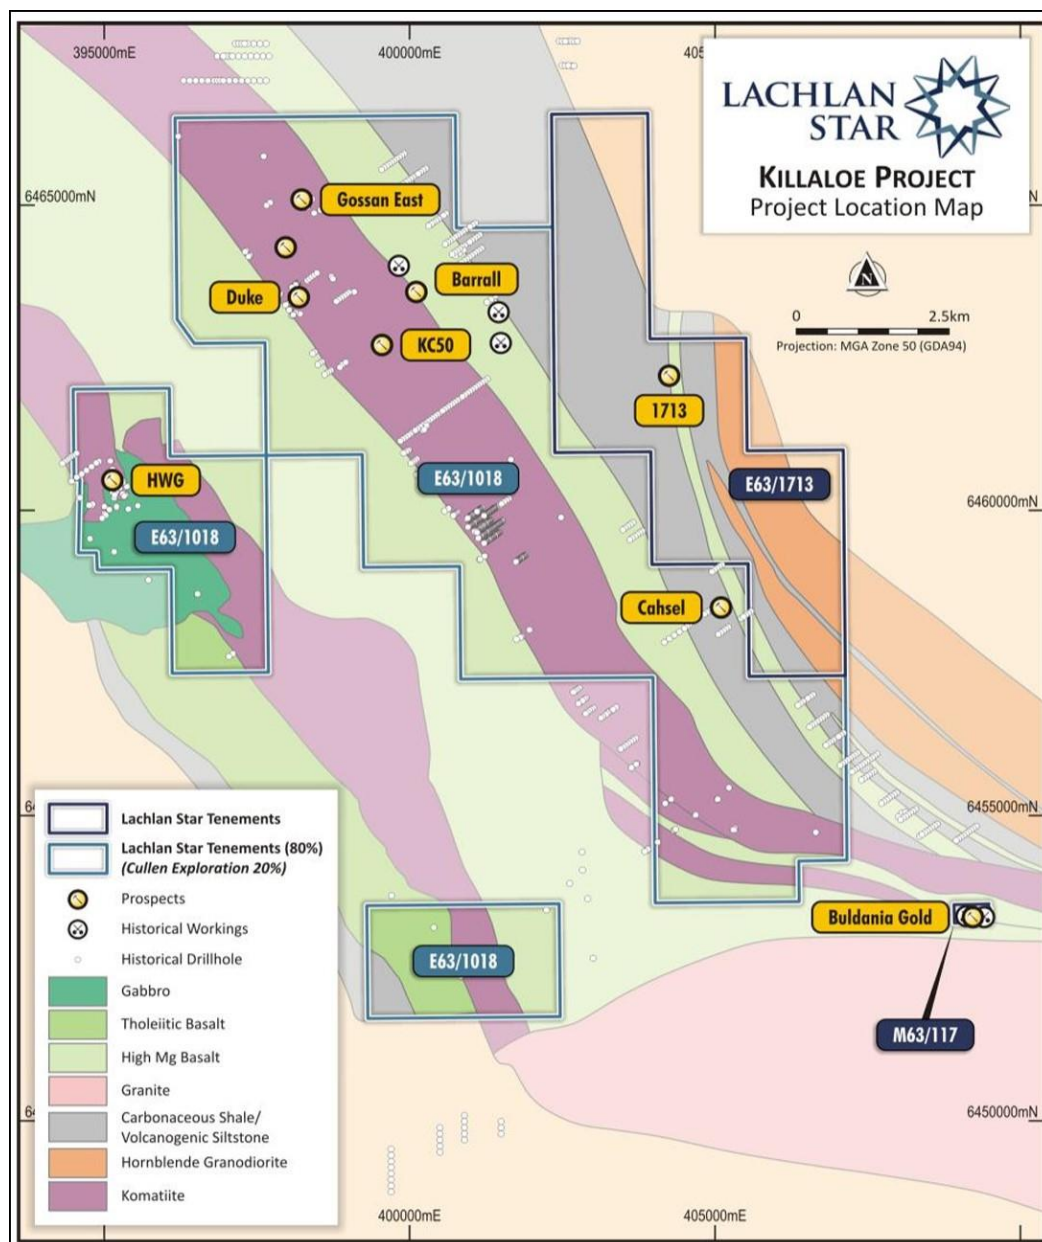 395000mE
400000mE
405
LACHLAN
STAR
KILLALOE PROJECT
Project Location Map
6465000mN
N
Gossan East
N
0
2.5km
Projection: MGA Zone 50 (GDA94)
Barrall
Duke
KC50
1713
HWG
E63/1018
E63/1713
6460000mN
E63/1018
Cahsel
6455000mN
Lachlan Star Tenements
Lachlan Star Tenements (80%)
(Cullen Exploration 20%)
Prospects
Historical Workings
Historical Drillhole
Gabbro
Tholeiitic Basalt
High Mg Basalt
Granite
Carbonaceous Shale/
Volcanogenic Siltstone
Hornblende Granodiorite
Komatiite
Buldania Gold
E63/1018
M63/117
6450000mN
400000mE
405000mE